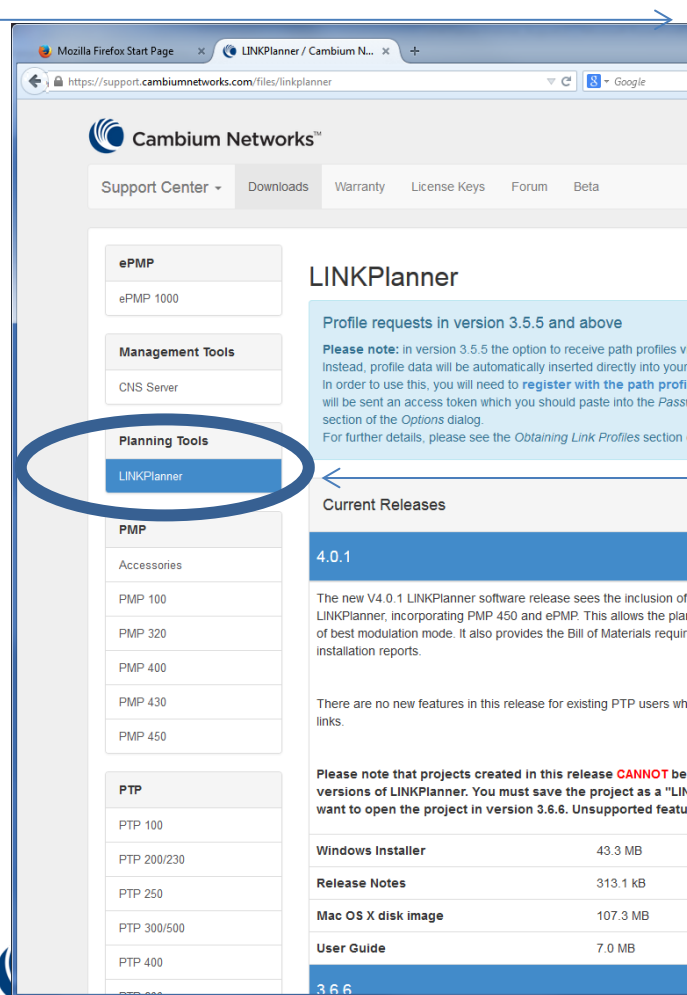 Mozilla Firefox Start Page × LINKPlanner / Cambium N... × +
https://support.cambiumnetworks.com/files/linkplanner 8 Google
Cambium Networks™
Support Center Downloads Warranty License Keys Forum Beta
ePMP
ePMP 1000
Management Tools
CNS Server
Planning Tools
LINKPlanner
PMP
Accessories
PMP 100
PMP 320
PMP 400
PMP 430
PMP 450
PTP
PTP 100
PTP 200/230
PTP 250
PTP 300/500
PTP 400
LINKPlanner
Profile requests in version 3.5.5 and above
Please note: in version 3.5.5 the option to receive path profiles v
Instead, profile data will be automatically inserted directly into your
In order to use this, you will need to register with the path profi
will be sent an access token which you should paste into the Pass
section of the Options dialog.
For further details, please see the Obtaining Link Profiles section
Current Releases
4.0.1
The new V4.0.1 LINKPlanner software release sees the inclusion of
LINKPlanner, incorporating PMP 450 and ePMP. This allows the pla
of best modulation mode. It also provides the Bill of Materials requi
installation reports.
There are no new features in this release for existing PTP users wh
links.
Please note that projects created in this release CANNOT be
versions of LINKPlanner. You must save the project as a "LI
want to open the project in version 3.6.6. Unsupported featu
Windows Installer 43.3 MB
Release Notes 313.1 kB
Mac OS X disk image 107.3 MB
User Guide 7.0 MB
3.6.6